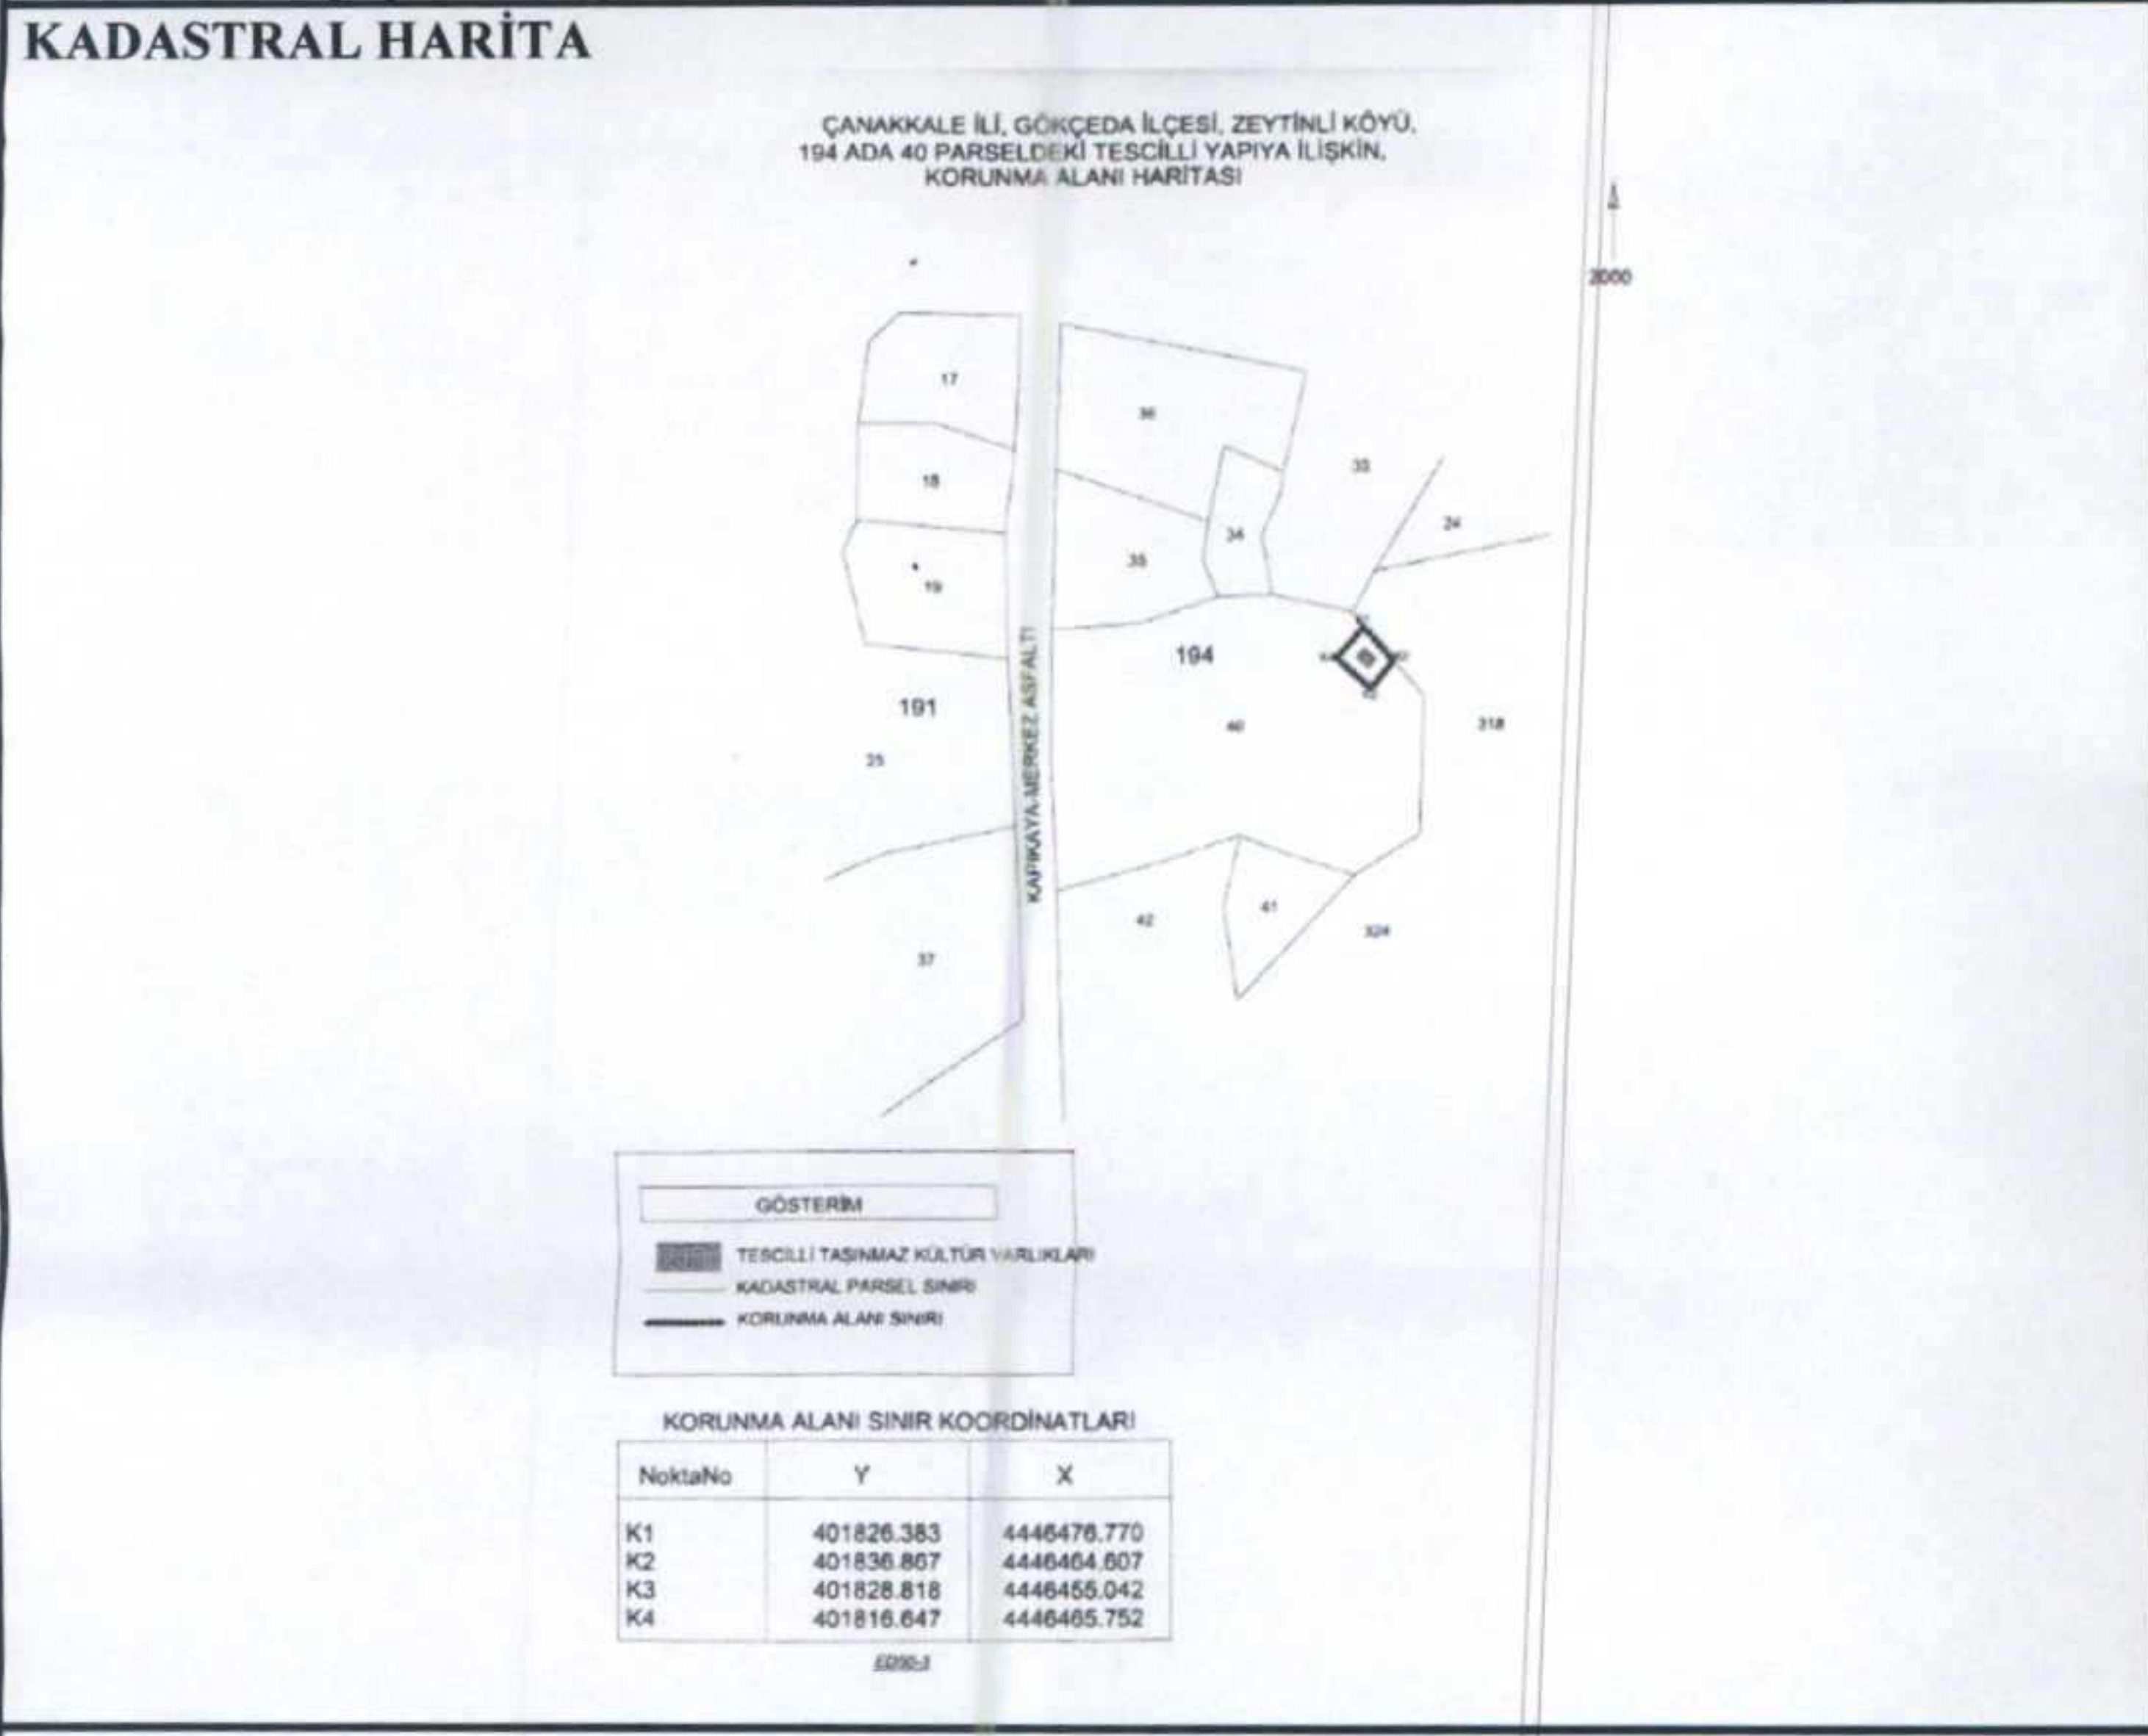 KADASTRAL HARİTA
ÇANAKKALE İLİ, GÖKÇEDA İLÇESİ, ZEYTİNLİ KÖYÜ,
194 ADA 40 PARSELDEKİ TESCİLLİ YAPIYA İLİŞKİN,
KORUNMA ALANI HARİTASI
2000
17
36
18
33
24
34
35
19
194
K4
191
40
318
25
KAPIKAYA-MERKEZ ASFALTI
42
41
324
37
GÖSTERİM
TESCİLLİ TAŞINMAZ KÜLTÜR VARLIKLARI
KADASTRAL PARSEL SINIRI
KORUNMA ALANI SINIRI
KORUNMA ALANI SINIR KOORDİNATLARI
NoktaNo Y X
K1 401826.383 4446476.770
K2 401836.867 4446464.607
K3 401828.818 4446455.042
K4 401816.647 4446465.752
ED50-3